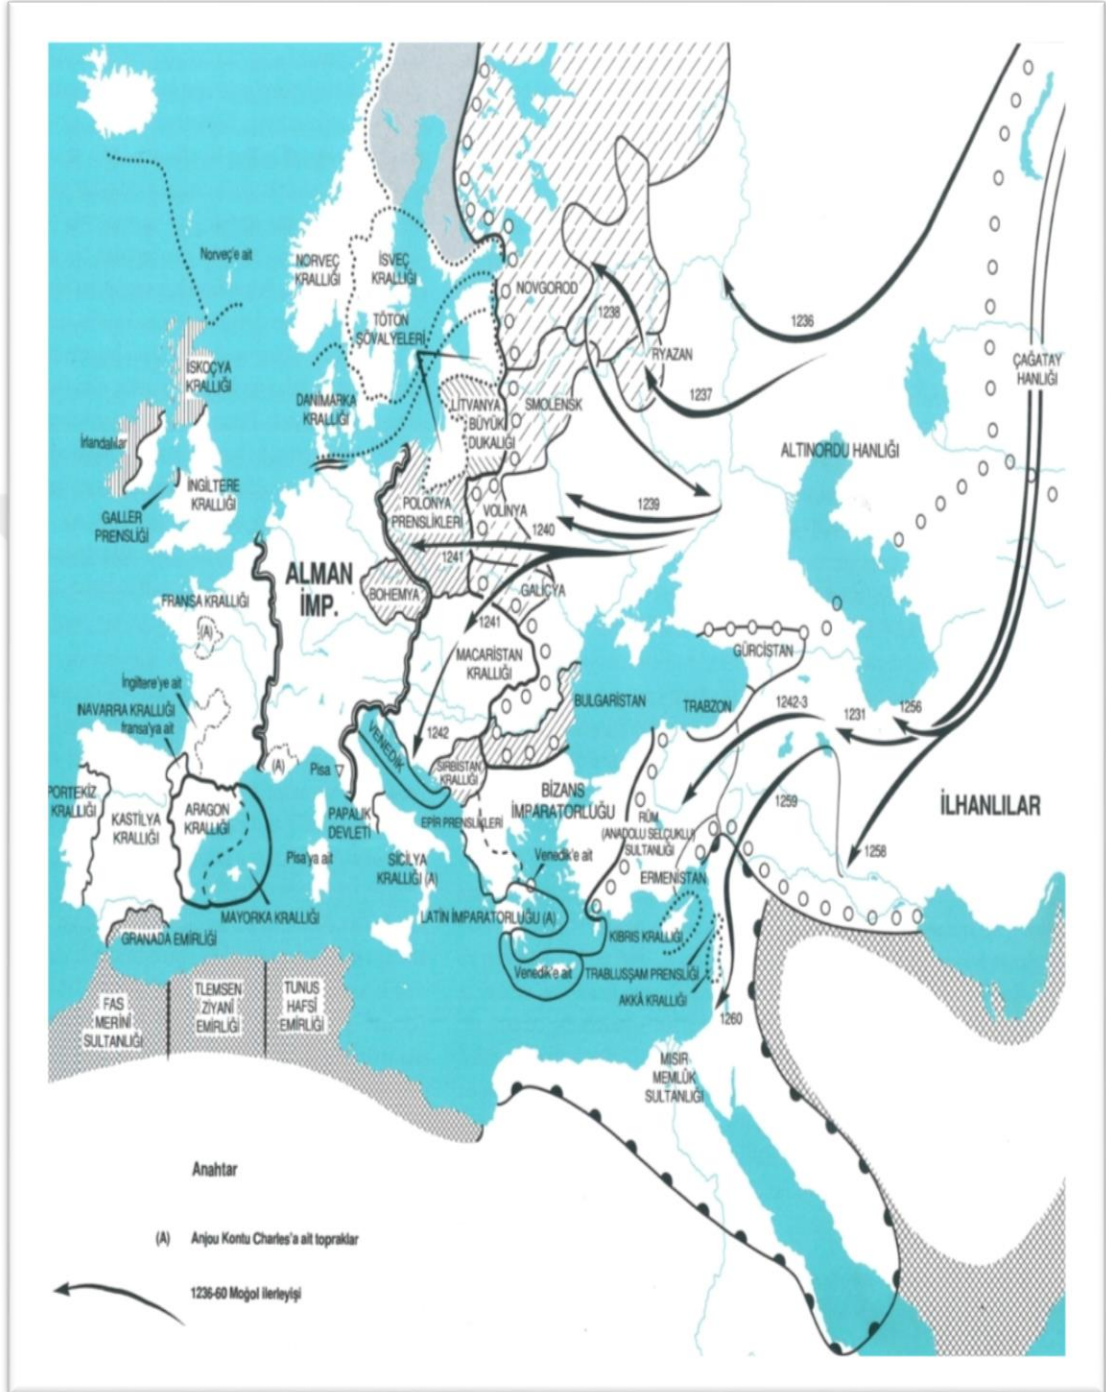 Norveç'e ait
NORVEÇ
KRALLIĞI
İSVEÇ
KRALLIĞI
NOVGOROD
1238
1236
TÖTON
ŞÖVALYELERİ
RYAZAN
ÇAĞATAY
HANLIĞI
İSKOÇYA
KRALLIĞI
1237
DANİMARKA
KRALLIĞI
LİTVANYA
BÜYÜK
DUKALIĞI
SMOLENSK
İrlandalılar
ALTINORDU HANLIĞI
İNGİLTERE
KRALLIĞI
GALLER
PRENSLİĞİ
POLONYA
PRENSLİKLERİ
VOLİNYA
1239
1240
1241
ALMAN
İMP.
BOHEMYA
GALİÇYA
FRANSA KRALLIĞI
(A)
1241
GÜRCİSTAN
MACARİSTAN
KRALLIĞI
İngiltere'ye ait
NAVARRA KRALLIĞI
fransa'ya ait
BULGARİSTAN
TRABZON
1242-3
1231
1256
1242
VENEDİK
SIRBİSTAN
KRALLIĞI
(A)
Pisa
PORTEKİZ
KRALLIĞI
KASTİLYA
KRALLIĞI
ARAGON
KRALLIĞI
PAPALIK
DEVLETİ
EPİR PRENSLİKLERİ
BİZANS
İMPARATORLUĞU
RÛM
(ANADOLU SELÇUKLU)
SULTANLIĞI
1259
İLHANLILAR
1258
Pisa'ya ait
SİCİLYA
KRALLIĞI (A)
Venedik'e ait
ERMENİSTAN
MAYORKA KRALLIĞI
LATİN İMPARATORLUĞU (A)
GRANADA EMİRLİĞİ
KIBRIS KRALLIĞI
Venedik'e ait
TRABLUSŞAM PRENSLİĞİ
AKKÂ KRALLIĞI
1260
FAS
MERİNÎ
SULTANLIĞI
TLEMSEN
ZİYANÎ
EMİRLİĞİ
TUNUS
HAFSÎ
EMİRLİĞİ
MISIR
MEMLÛK
SULTANLIĞI
Anahtar
(A) Anjou Kontu Charles'a ait topraklar
1236-60 Moğol ilerleyişi